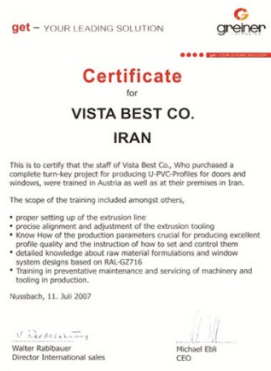 get – YOUR LEADING SOLUTION
greiner
get - YOUR LEADING SOLUTION
Certificate
for
VISTA BEST CO.
IRAN
This is to certify that the staff of Vista Best Co., Who purchased a
complete turn-key project for producing U-PVC-Profiles for doors and
windows, were trained in Austria as well as at their premises in Iran.
The scope of the training included amongst others,
• proper setting up of the extrusion line
• precise alignment and adjustment of the extrusion tooling
• Know How of the production parameters crucial for producing excellent
profile quality and the instruction of how to set and control them
• detailed knowledge about raw material formulations and window
system designs based on RAL-GZ716
• Training in preventative maintenance and servicing of machinery and
tooling in production.
Nussbach, 11. Juli 2007
Walter Rablbauer
Director International sales
Michael Ebli
CEO